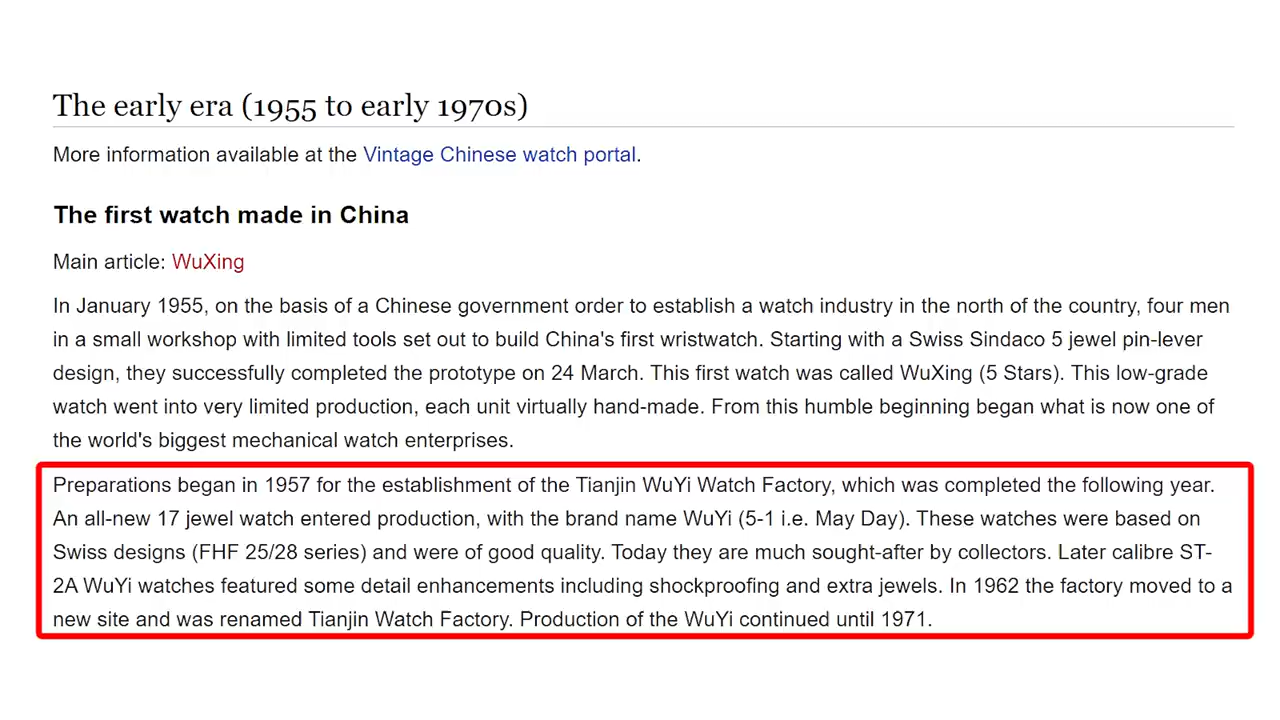 The early era (1955 to early 1970s)
More information available at the Vintage Chinese watch portal.
The first watch made in China
Main article: WuXing
In January 1955, on the basis of a Chinese government order to establish a watch industry in the north of the country, four men
in a small workshop with limited tools set out to build China's first wristwatch. Starting with a Swiss Sindaco 5 jewel pin-lever
design, they successfully completed the prototype on 24 March. This first watch was called WuXing (5 Stars). This low-grade
watch went into very limited production, each unit virtually hand-made. From this humble beginning began what is now one of
the world's biggest mechanical watch enterprises.
Preparations began in 1957 for the establishment of the Tianjin WuYi Watch Factory, which was completed the following year.
An all-new 17 jewel watch entered production, with the brand name WuYi (5-1 i.e. May Day). These watches were based on
Swiss designs (FHF 25/28 series) and were of good quality. Today they are much sought-after by collectors. Later calibre ST-
2A WuYi watches featured some detail enhancements including shockproofing and extra jewels. In 1962 the factory moved to a
new site and was renamed Tianjin Watch Factory. Production of the WuYi continued until 1971.